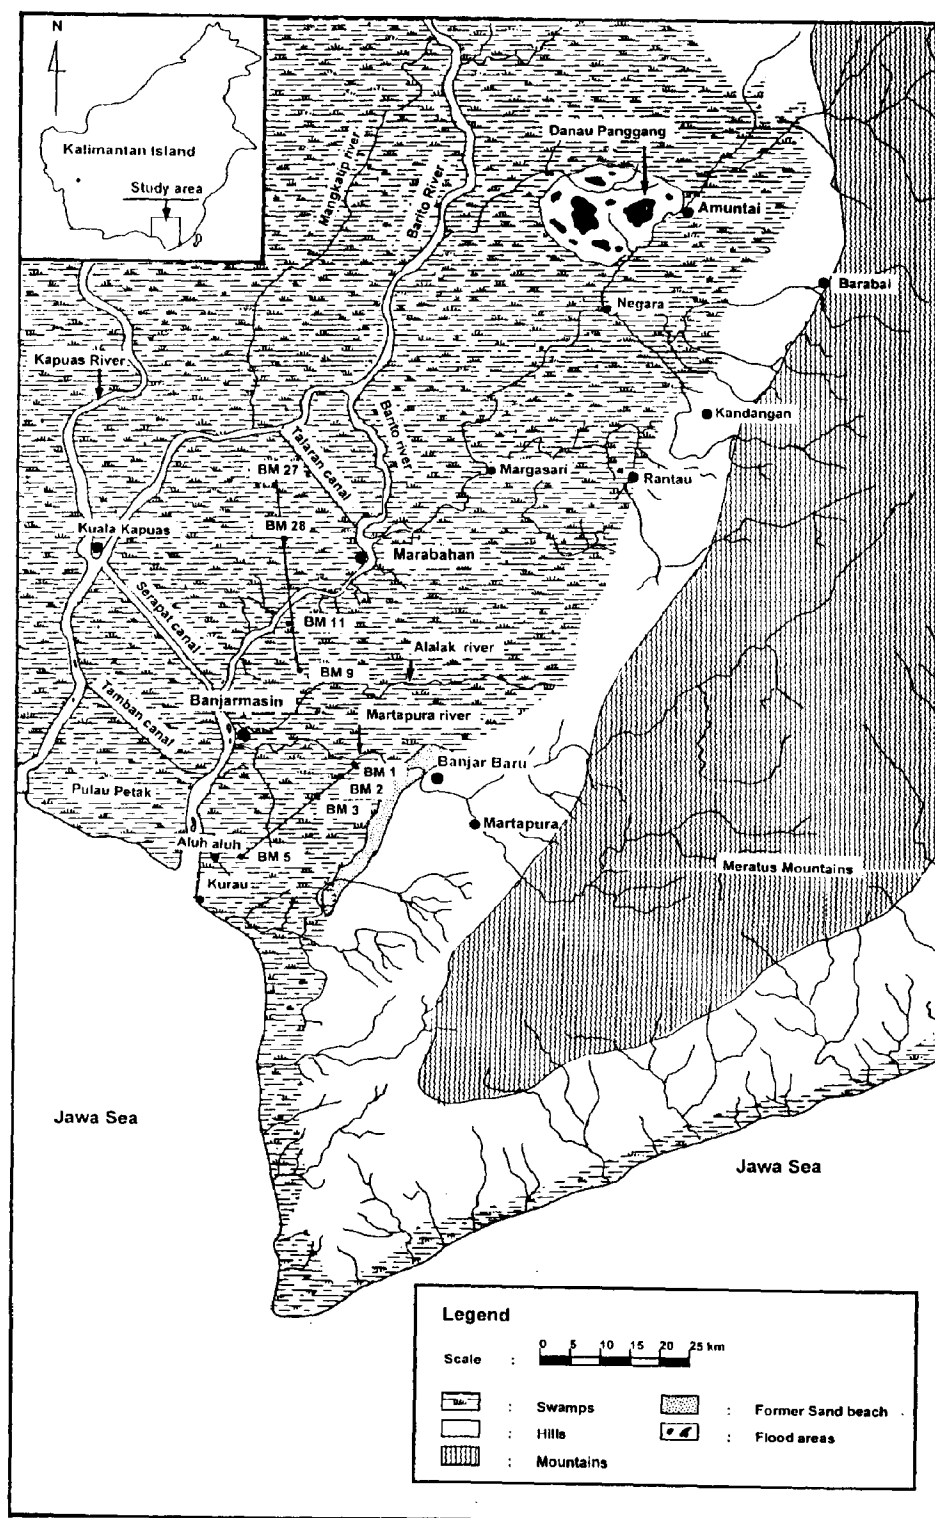 N
Kalimantan Island
Study area
Mangkatip river
Barito River
Danau Panggang
Amuntai
Barabai
Negara
Kapuas River
Kandangan
Barito river
Talaran canal
BM 27
Margasari
Rantau
BM 28
Kuala Kapuas
Marabahan
Serapat canal
BM 11
Alalak river
BM 9
Banjarmasin
Tamban canal
Martapura river
Banjar Baru
BM 1
BM 2
BM 3
Pulau Petak
Martapura
Aluh aluh
BM 5
Meratus Mountains
Kurau
Jawa Sea
Jawa Sea
Legend
Scale : 0 5 10 15 20 25 km
: Swamps
: Former Sand beach
: Hills
: Flood areas
: Mountains